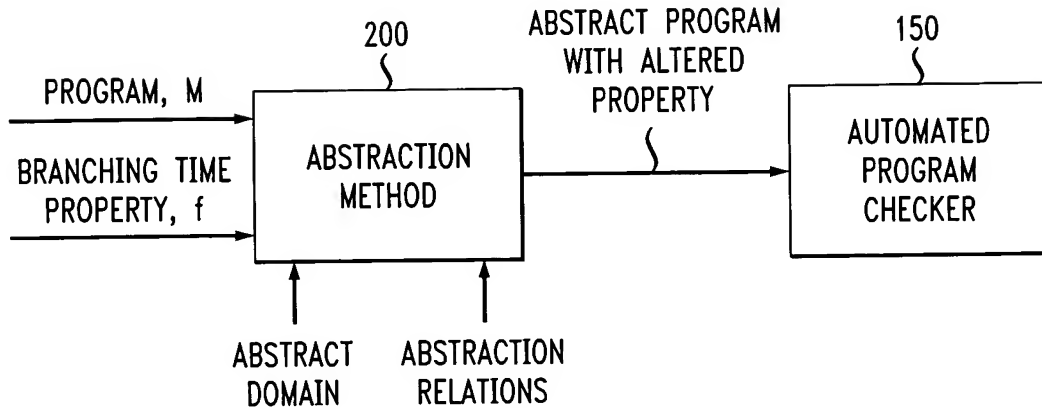 200
PROGRAM, M
BRANCHING TIME
PROPERTY, f
ABSTRACTION
METHOD
ABSTRACT
DOMAIN
ABSTRACTION
RELATIONS
ABSTRACT PROGRAM
WITH ALTERED
PROPERTY
150
AUTOMATED
PROGRAM
CHECKER